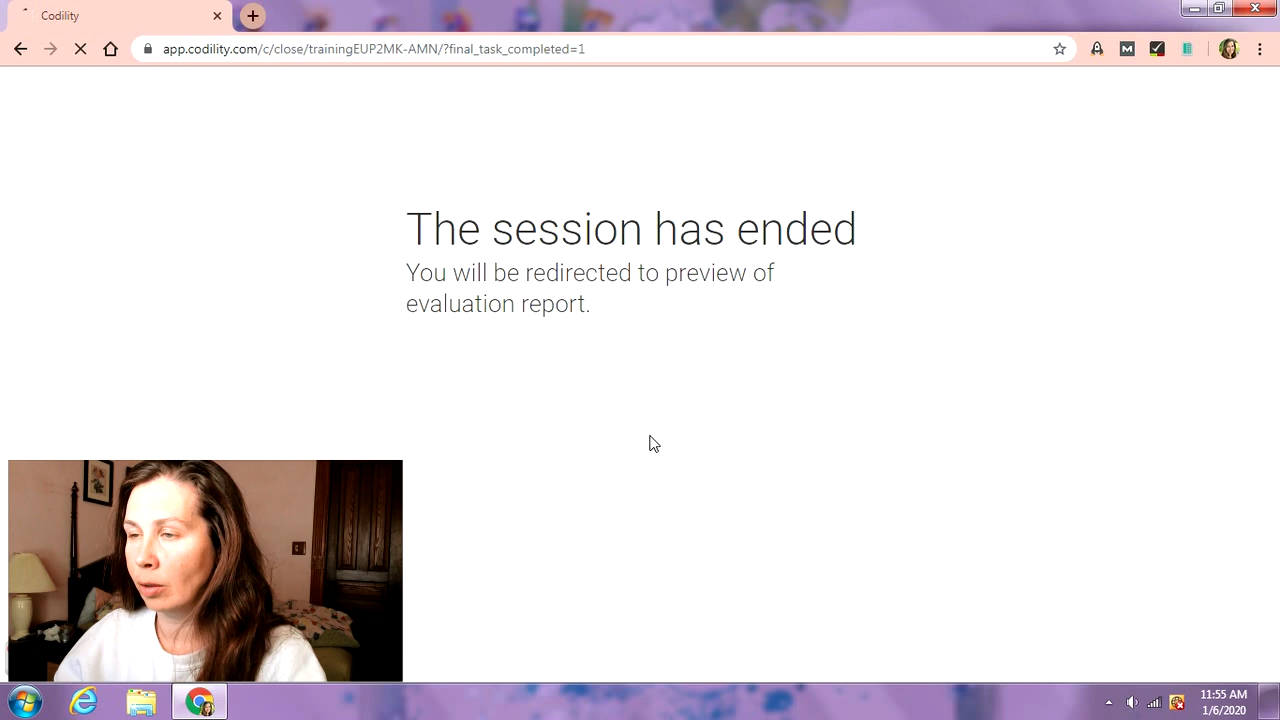 Codility
app.codility.com/c/close/trainingEUP2MK-AMN/?final_task_completed=1
M
The session has ended
You will be redirected to preview of
evaluation report.
11:55 AM
1/6/2020